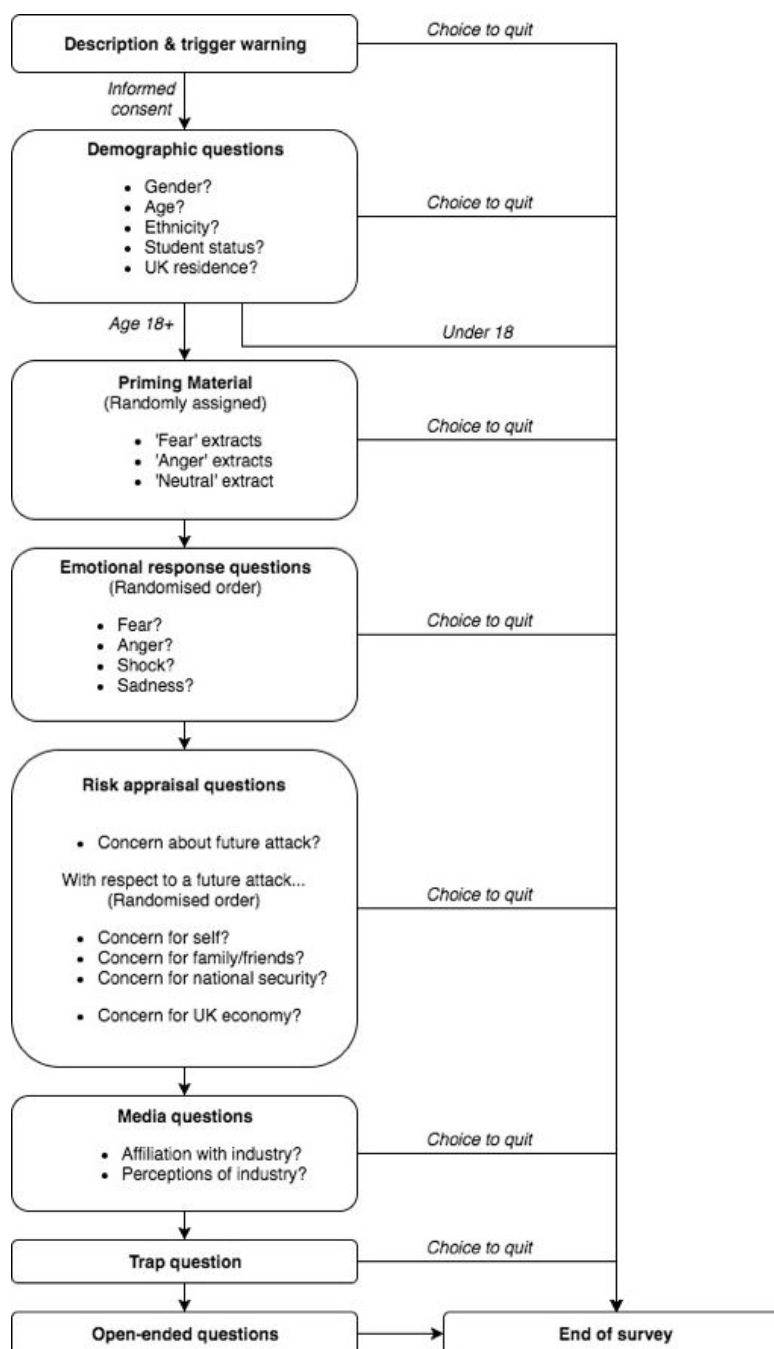 Description & trigger warning
Choice to quit
Informed
consent
Demographic questions
• Gender?
• Age?
• Ethnicity?
• Student status?
• UK residence?
Choice to quit
Age 18+
Under 18
Priming Material
(Randomly assigned)
• 'Fear' extracts
• 'Anger' extracts
• 'Neutral' extract
Choice to quit
Emotional response questions
(Randomised order)
• Fear?
• Anger?
• Shock?
• Sadness?
Choice to quit
Risk appraisal questions
• Concern about future attack?
With respect to a future attack...
(Randomised order)
• Concern for self?
• Concern for family/friends?
• Concern for national security?
• Concern for UK economy?
Choice to quit
Media questions
• Affiliation with industry?
• Perceptions of industry?
Choice to quit
Trap question
Choice to quit
Open-ended questions
End of survey